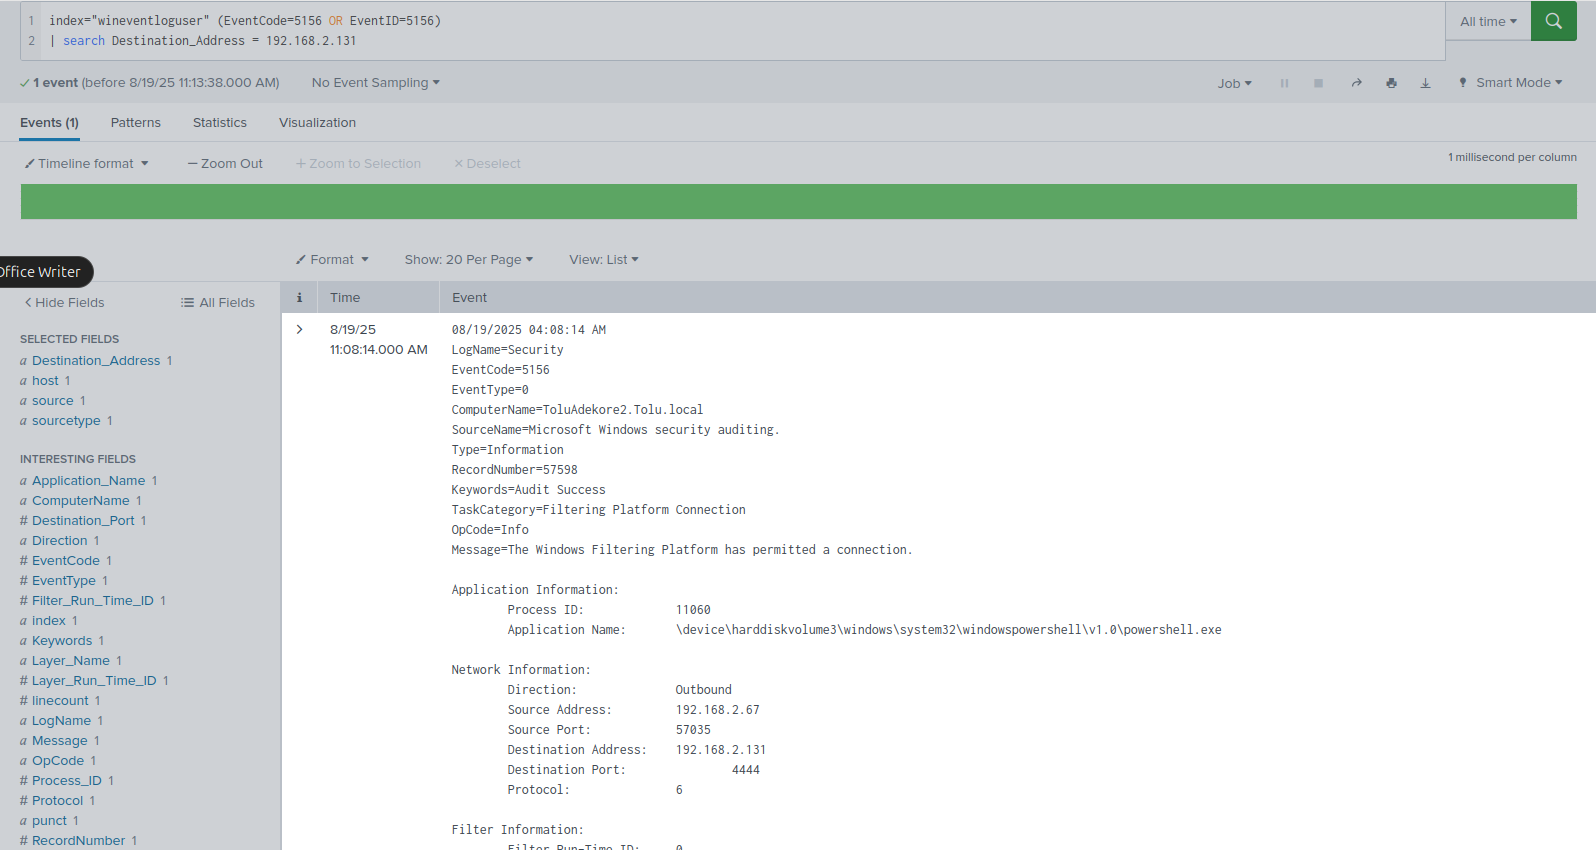 1 index="wineventloguser" (EventCode=5156 OR EventID=5156)
2 | search Destination_Address = 192.168.2.131
All time
1 event (before 8/19/25 11:13:38.000 AM)
No Event Sampling
Job
Smart Mode
Events (1)
Patterns
Statistics
Visualization
Timeline format
Zoom Out
Zoom to Selection
Deselect
1 millisecond per column
Office Writer
Format
Show: 20 Per Page
View: List
Hide Fields
All Fields
i
Time
Event
SELECTED FIELDS
a Destination_Address 1
a host 1
a source 1
a sourcetype 1
INTERESTING FIELDS
a Application_Name 1
a ComputerName 1
# Destination_Port 1
a Direction 1
# EventCode 1
# EventType 1
# Filter_Run_Time_ID 1
a index 1
a Keywords 1
a Layer_Name 1
# Layer_Run_Time_ID 1
# linecount 1
a LogName 1
a Message 1
a OpCode 1
# Process_ID 1
# Protocol 1
a punct 1
# RecordNumber 1
8/19/25
11:08:14.000 AM
08/19/2025 04:08:14 AM
LogName=Security
EventCode=5156
EventType=0
ComputerName=ToluAdekore2.Tolu.local
SourceName=Microsoft Windows security auditing.
Type=Information
RecordNumber=57598
Keywords=Audit Success
TaskCategory=Filtering Platform Connection
OpCode=Info
Message=The Windows Filtering Platform has permitted a connection.
Application Information:
Process ID: 11060
Application Name: \device\harddiskvolume3\windows\system32\windowspowershell\v1.0\powershell.exe
Network Information:
Direction: Outbound
Source Address: 192.168.2.67
Source Port: 57035
Destination Address: 192.168.2.131
Destination Port: 4444
Protocol: 6
Filter Information:
Filter Run-Time ID: 0